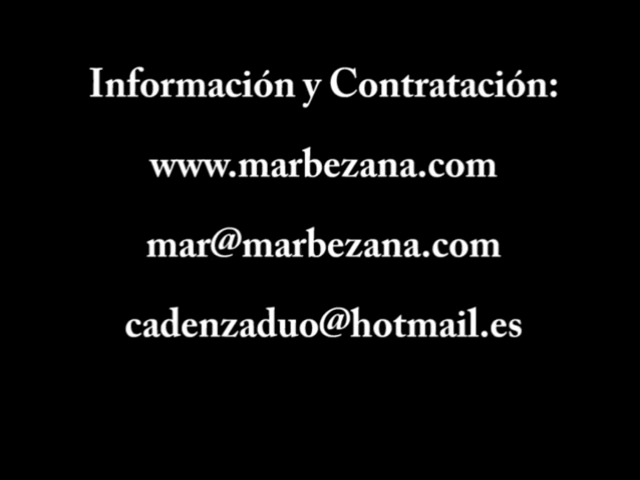 Información y Contratación:
www.marbezana.com
mar@marbezana.com
cadenzaduo@hotmail.es